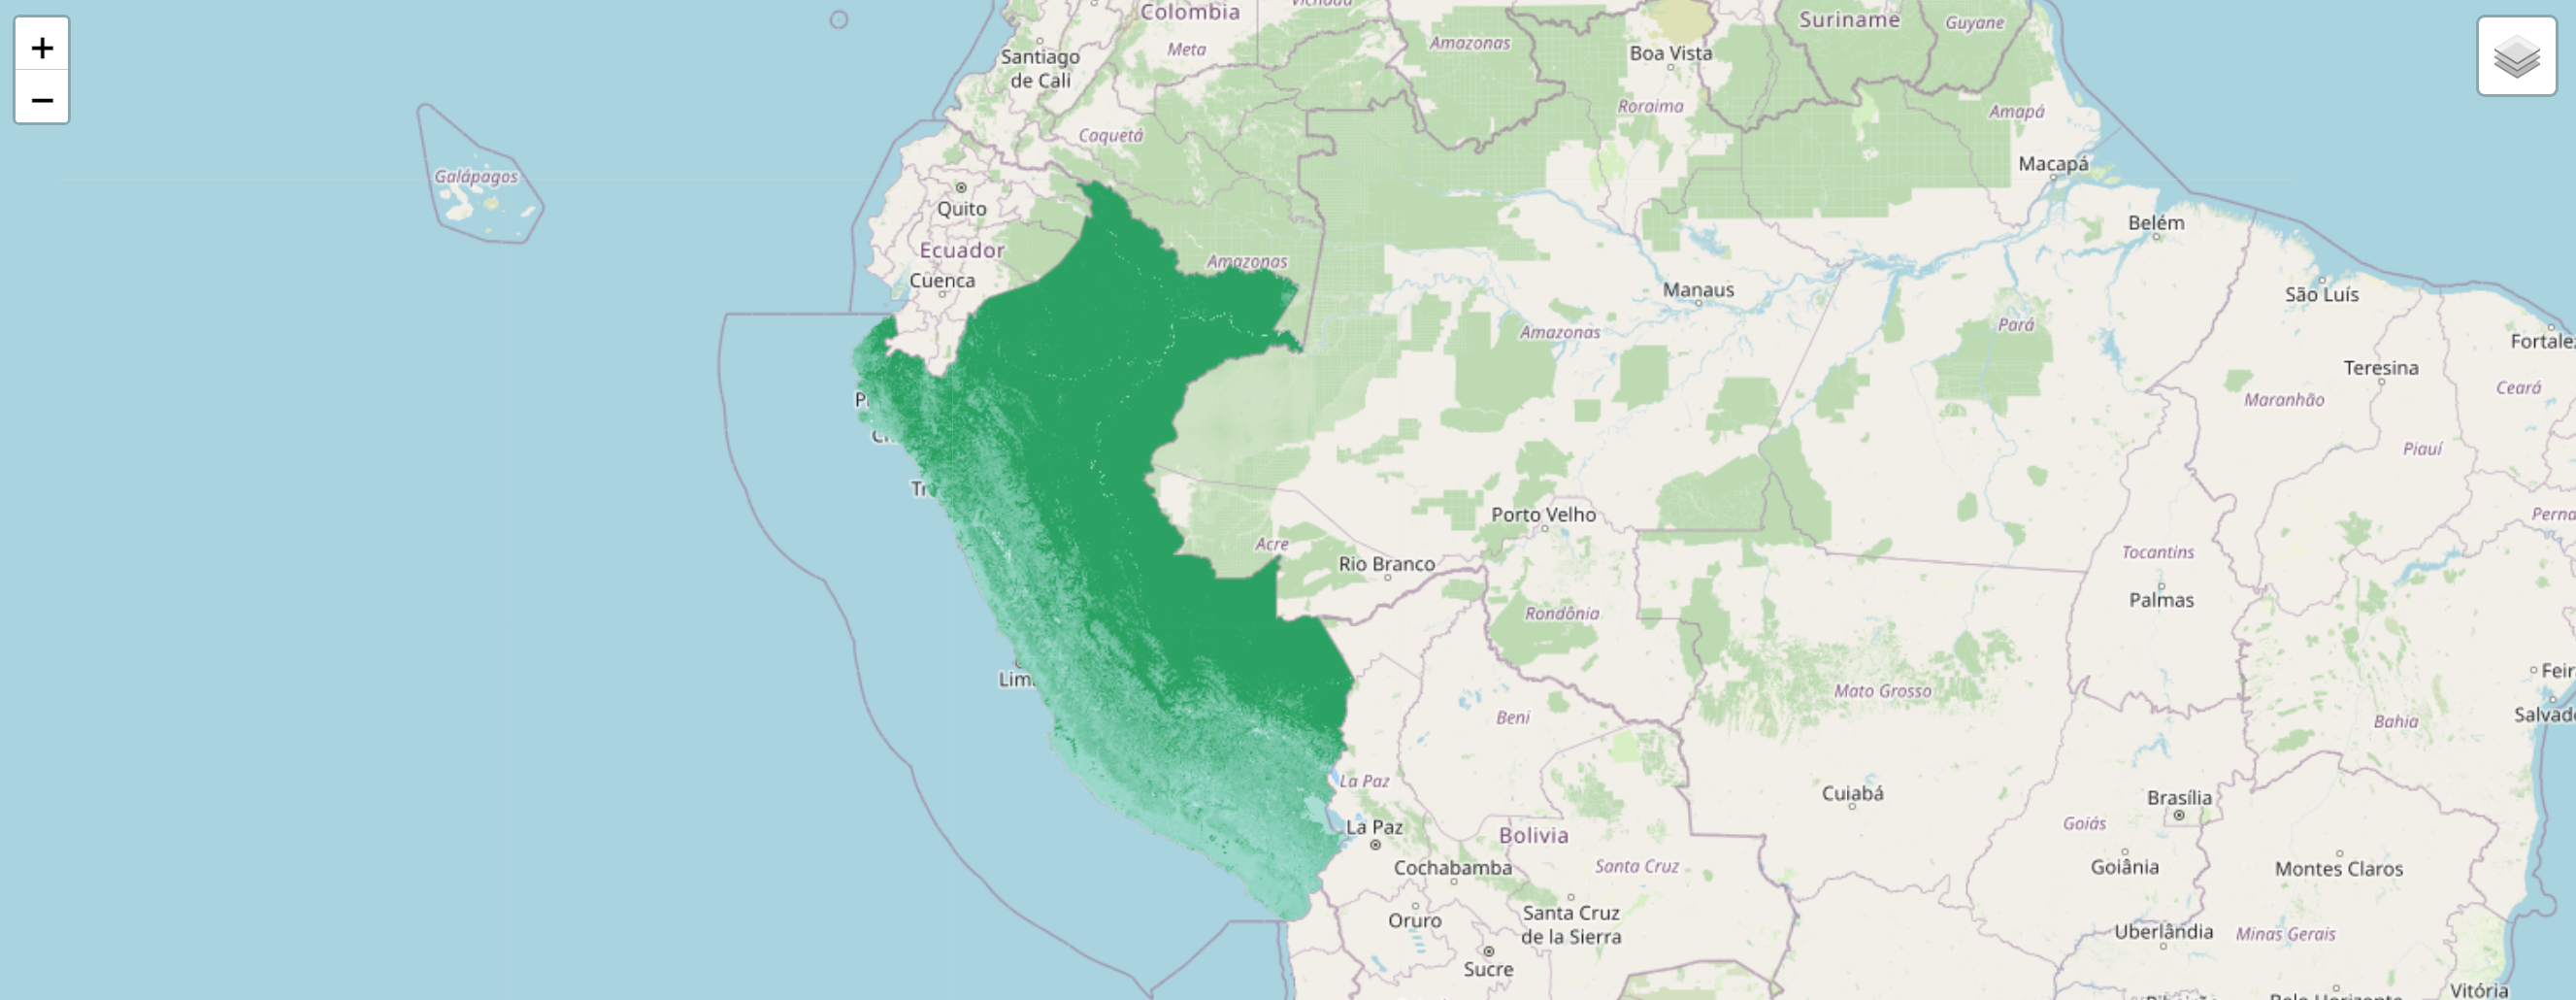 +
−
Colombia
Suriname
Guyane
Santiago
de Cali
Meta
Amazonas
Boa Vista
Roraima
Amapá
Caquetá
Macapá
Galápagos
Quito
Belém
Ecuador
Amazonas
Cuenca
Manaus
São Luís
Amazonas
Pará
Fortale
Teresina
Ceará
Maranhão
Piauí
Porto Velho
Perna
Acre
Rio Branco
Tocantins
Palmas
Rondônia
Lim
Feir
Mato Grosso
Beni
Salvad
Bahia
La Paz
Cuiabá
Brasília
La Paz
Bolivia
Goiás
Cochabamba
Santa Cruz
Goiânia
Montes Claros
Oruro
Santa Cruz
de la Sierra
Uberlândia
Minas Gerais
Sucre
Vitória